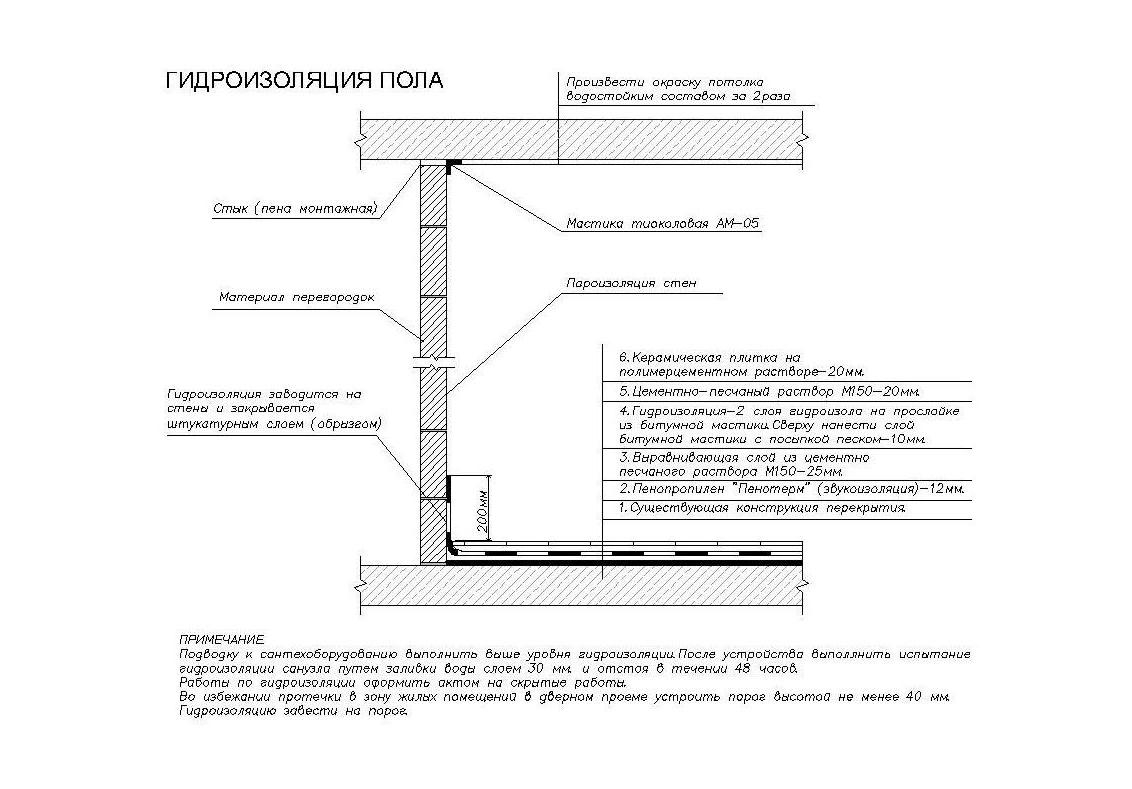 ГИДРОИЗОЛЯЦИЯ ПОЛА
Произвести окраску потолка
водостойким составом за 2раза
Стык (пена монтажная)
Мастика тиоколовая АМ-05
Пароизоляция стен
Материал перегородок
Гидроизоляция заводится на
стены и закрывается
штукатурным слоем (обрызгом)
200мм
6.Керамическая плитка на
полимерцементном растворе-20мм.
5.Цементно-песчаный раствор М150-20мм.
4.Гидроизоляция-2 слоя гидроизола на прослойке
из битумной мастики.Сверху нанести слой
битумной мастики с посыпкой песком-10мм.
3.Выравнивающая слой из цементно
песчаного раствора М150-25мм.
2.Пенопропилен "Пенотерм" (звукоизоляция)-12мм.
1.Существующая конструкция перекрытия.
ПРИМЕЧАНИЕ
Подводку к сантехоборудованию выполнить выше уровня гидроизоляции.После устройства выполлнить испытание
гидроизоляции санузла путем заливки воды слоем 30 мм. и отстоя в течении 48 часов.
Работы по гидроизоляции оформить актом на скрытые работы.
Во избежании протечки в зону жилых помещений в дверном проеме устроить порог высотой не менее 40 мм.
Гидроизоляцию завести на порог.